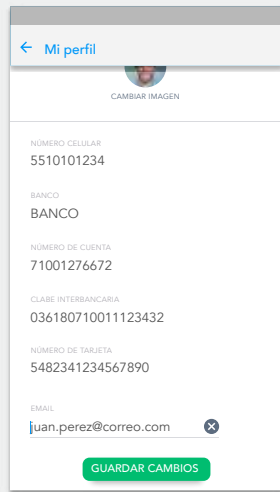 Mi perfil
CAMBIAR IMAGEN
NÚMERO CELULAR
5510101234
BANCO
BANCO
NÚMERO DE CUENTA
71001276672
CLABE INTERBANCARIA
036180710011123432
NÚMERO DE TARJETA
5482341234567890
EMAIL
juan.perez@correo.com
GUARDAR CAMBIOS